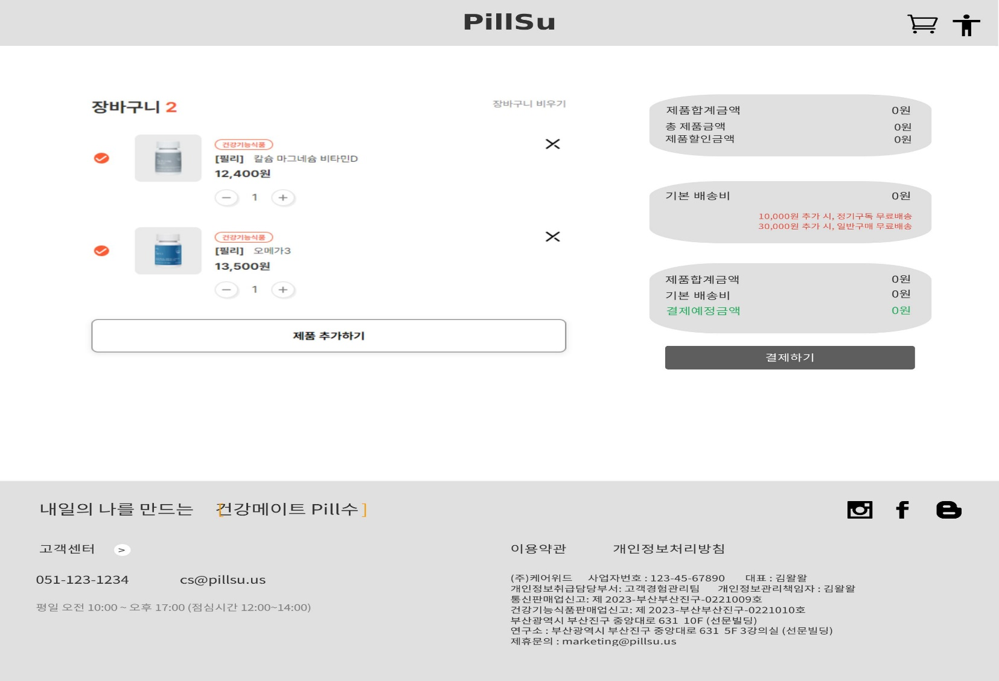 PillSu
장바구니 2
장바구니 비우기
건강기능식품
[필리] 칼슘 마그네슘 비타민D
12,400원
1
건강기능식품
[필리] 오메가3
13,500원
1
제품 추가하기
제품합계금액 0원
총 제품금액 0원
제품할인금액 0원
기본 배송비 0원
10,000원 추가 시, 정기구독 무료배송
30,000원 추가 시, 일반구매 무료배송
제품합계금액 0원
기본 배송비 0원
결제예정금액 0원
결제하기
내일의 나를 만드는 [건강메이트 Pill수]
고객센터 >
051-123-1234 cs@pillsu.us
평일 오전 10:00 ~ 오후 17:00 (점심시간 12:00~14:00)
이용약관 개인정보처리방침
(주)케어위드 사업자번호 : 123-45-67890 대표 : 김왈왈
개인정보취급담당부서: 고객경험관리팀 개인정보관리책임자 : 김왈왈
통신판매업신고: 제 2023-부산부산진구-0221009호
건강기능식품판매업신고: 제 2023-부산부산진구-0221010호
부산광역시 부산진구 중앙대로 631 10F (선문빌딩)
연구소 : 부산광역시 부산진구 중앙대로 631 5F 3강의실 (선문빌딩)
제휴문의 : marketing@pillsu.us